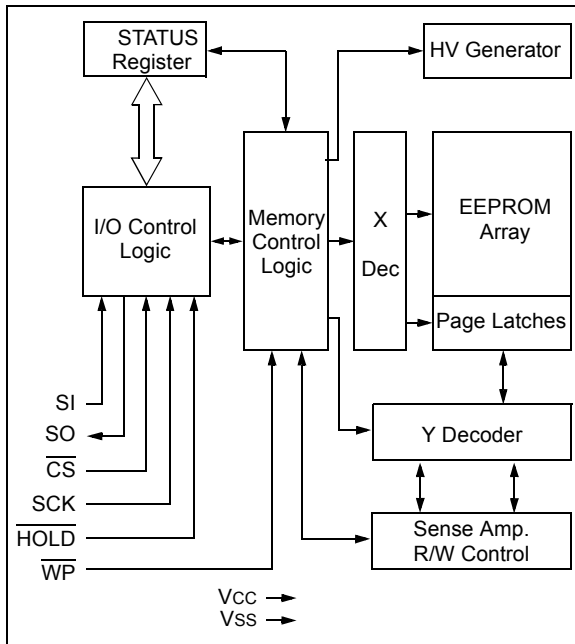 STATUS
Register
HV Generator
I/O Control
Logic
Memory
Control
Logic
X
Dec
EEPROM
Array
Page Latches
Y Decoder
Sense Amp.
R/W Control
SI
SO
CS
SCK
HOLD
WP
VCC
VSS